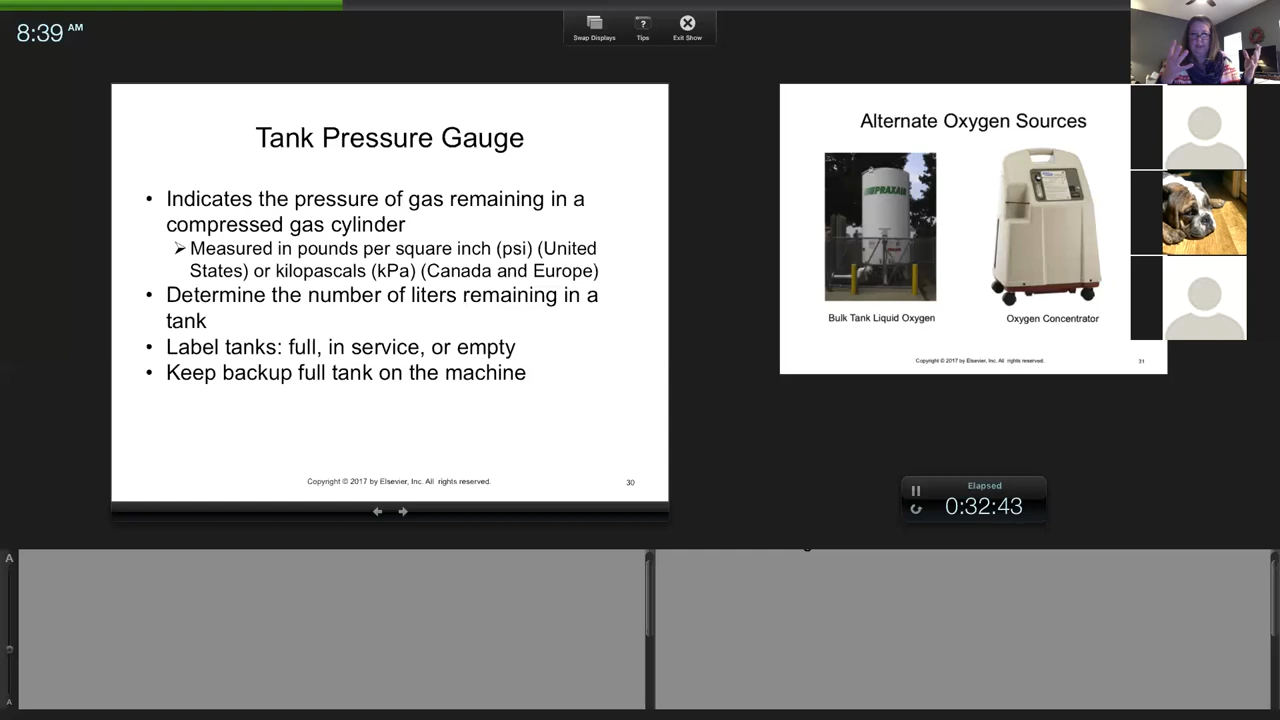 8:39 AM
Swap Displays
Tips
Exit Show
Tank Pressure Gauge
• Indicates the pressure of gas remaining in a
compressed gas cylinder
➢ Measured in pounds per square inch (psi) (United
States) or kilopascals (kPa) (Canada and Europe)
• Determine the number of liters remaining in a
tank
• Label tanks: full, in service, or empty
• Keep backup full tank on the machine
Copyright © 2017 by Elsevier, Inc. All rights reserved.
30
Alternate Oxygen Sources
PRAXAIR
Bulk Tank Liquid Oxygen
Oxygen Concentrator
Copyright © 2017 by Elsevier, Inc. All rights reserved.
31
Elapsed
0:32:43
A
A